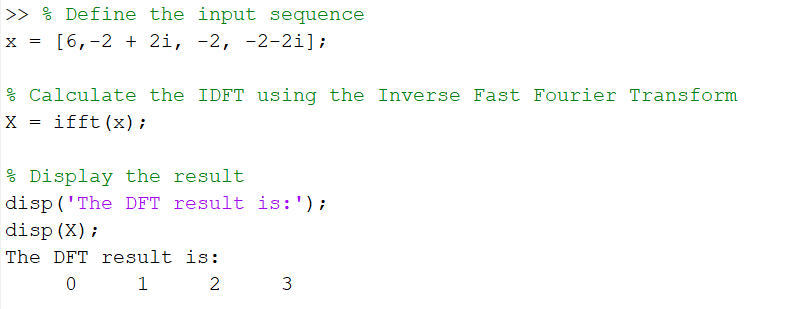 >> % Define the input sequence
x = [6,-2 + 2i, -2, -2-2i];
% Calculate the IDFT using the Inverse Fast Fourier Transform
X = ifft(x);
% Display the result
disp('The DFT result is:');
disp(X);
The DFT result is:
0 1 2 3